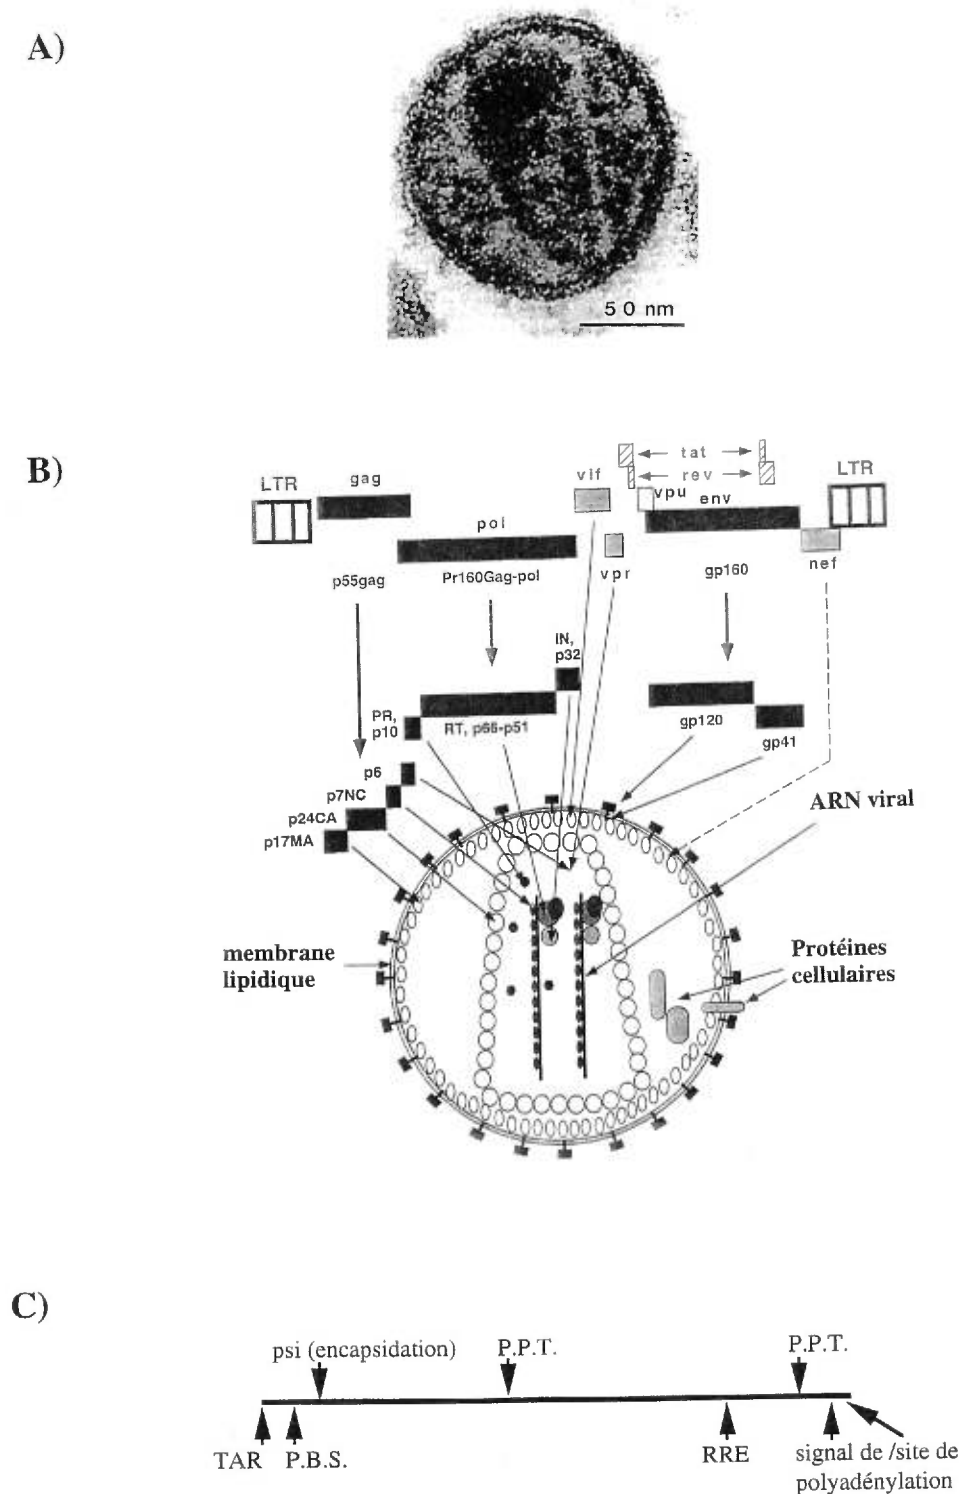 A)
50 nm
B)
LTR
gag
vif
tat
rev
LTR
vpu
env
pol
vpr
nef
p55gag
Pr160Gag-pol
gp160
IN,
p32
PR,
p10
RT, p66-p51
gp120
gp41
p6
p7NC
p24CA
p17MA
ARN viral
membrane
lipidique
Protéines
cellulaires
C)
psi (encapsidation)
P.P.T.
P.P.T.
TAR
P.B.S.
RRE
signal de /site de
polyadénylation